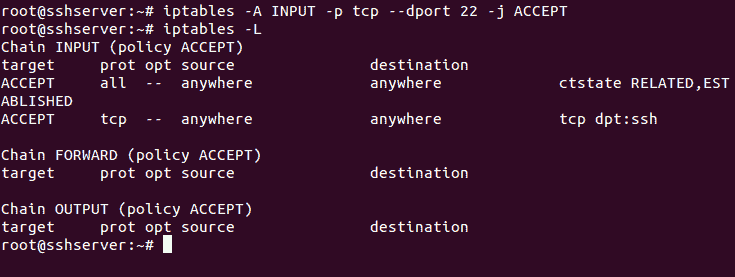 root@sshserver:~# iptables -A INPUT -p tcp --dport 22 -j ACCEPT
root@sshserver:~# iptables -L
Chain INPUT (policy ACCEPT)
target     prot opt source               destination
ACCEPT     all  --  anywhere             anywhere             ctstate RELATED,EST
ABLISHED
ACCEPT     tcp  --  anywhere             anywhere             tcp dpt:ssh
Chain FORWARD (policy ACCEPT)
target     prot opt source               destination
Chain OUTPUT (policy ACCEPT)
target     prot opt source               destination
root@sshserver:~#